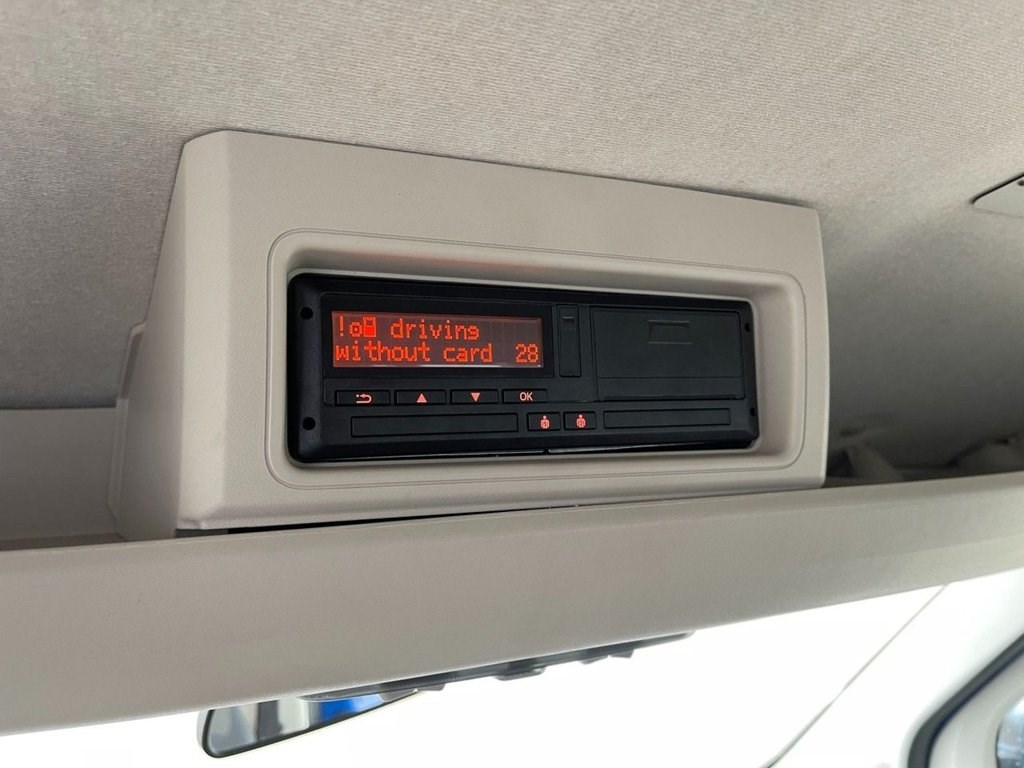 ! driving
without card 28
OK